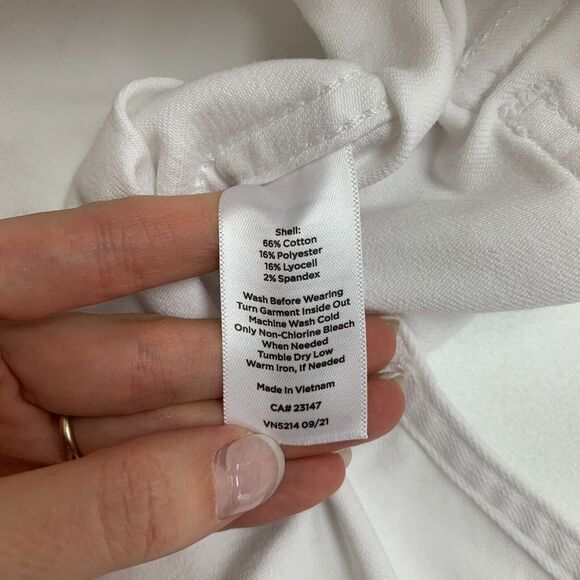 Shell:
66% Cotton
16% Polyester
16% Lyocell
2% Spandex
Wash Before Wearing
Turn Garment Inside Out
Machine Wash Cold
Only Non-Chlorine Bleach
When Needed
Tumble Dry Low
Warm Iron, If Needed
Made In Vietnam
CA# 23147
VN5214 09/21